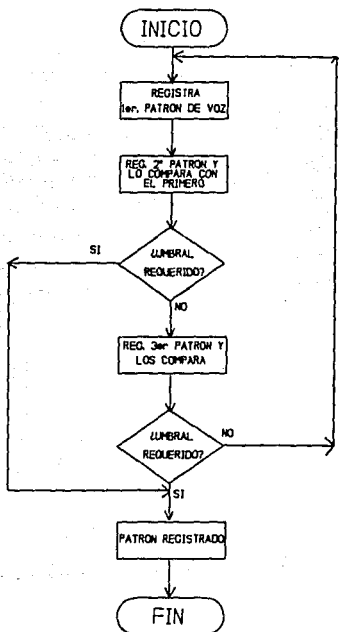 INICIO
REGISTRA
1er. PATRON DE VOZ
REG. 2° PATRON Y
LO COMPARA CON
EL PRIMERO
SI
¿UMBRAL
REQUERIDO?
NO
REG. 3er PATRON Y
LOS COMPARA
¿UMBRAL
REQUERIDO?
NO
SI
PATRON REGISTRADO
FIN